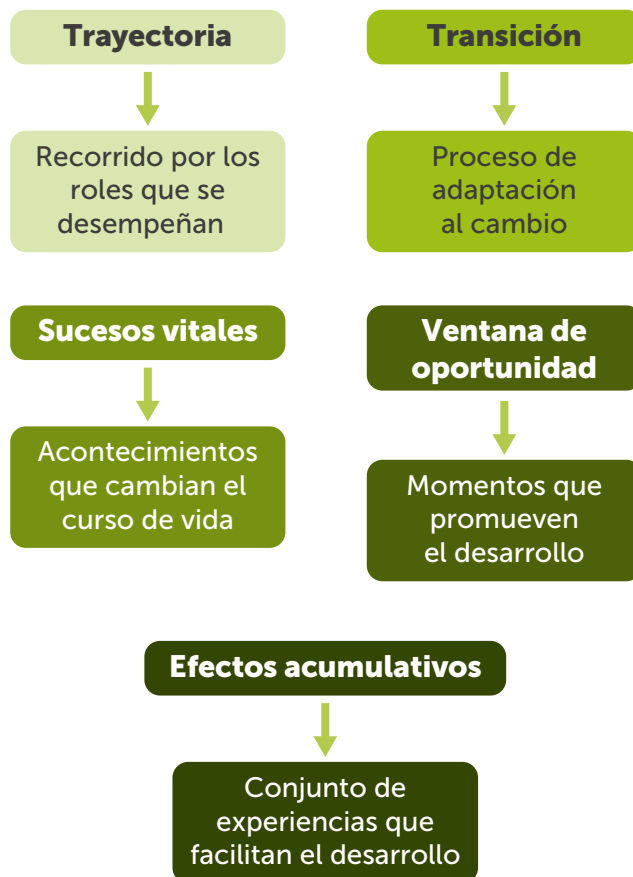 Trayectoria
Recorrido por los
roles que se
desempeñan
Transición
Proceso de
adaptación
al cambio
Sucesos vitales
Acontecimientos
que cambian el
curso de vida
Ventana de
oportunidad
Momentos que
promueven
el desarrollo
Efectos acumulativos
Conjunto de
experiencias que
facilitan el desarrollo